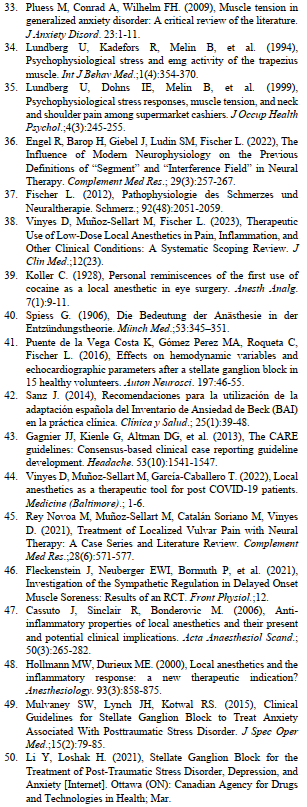 33. Pluess M, Conrad A, Wilhelm FH. (2009), Muscle tension in
generalized anxiety disorder: A critical review of the literature.
J Anxiety Disord. 23:1-11.
34. Lundberg U, Kadefors R, Melin B, et al. (1994),
Psychophysiological stress and emg activity of the trapezius
muscle. Int J Behav Med.;1(4):354-370.
35. Lundberg U, Dohns IE, Melin B, et al. (1999),
Psychophysiological stress responses, muscle tension, and neck
and shoulder pain among supermarket cashiers. J Occup Health
Psychol.;4(3):245-255.
36. Engel R, Barop H, Giebel J, Ludin SM, Fischer L. (2022), The
Influence of Modern Neurophysiology on the Previous
Definitions of “Segment” and “Interference Field” in Neural
Therapy. Complement Med Res.; 29(3):257-267.
37. Fischer L. (2012), Pathophysiologie des Schmerzes und
Neuraltherapie. Schmerz.; 92(48):2051-2059.
38. Vinyes D, Muñoz-Sellart M, Fischer L. (2023), Therapeutic
Use of Low-Dose Local Anesthetics in Pain, Inflammation, and
Other Clinical Conditions: A Systematic Scoping Review. J
Clin Med.;12(23).
39. Koller C. (1928), Personal reminiscences of the first use of
cocaine as a local anesthetic in eye surgery. Anesth Analg.
7(1):9-11.
40. Spiess G. (1906), Die Bedeutung der Anästhesie in der
Entzündungstheorie. Münch Med.;53:345–351.
41. Puente de la Vega Costa K, Gómez Perez MA, Roqueta C,
Fischer L. (2016), Effects on hemodynamic variables and
echocardiographic parameters after a stellate ganglion block in
15 healthy volunteers. Auton Neurosci. 197:46-55.
42. Sanz J. (2014), Recomendaciones para la utilización de la
adaptación española del Inventario de Ansiedad de Beck (BAI)
en la práctica clínica. Clínica y Salud.; 25(1):39-48.
43. Gagnier JJ, Kienle G, Altman DG, et al. (2013), The CARE
guidelines: Consensus-based clinical case reporting guideline
development. Headache. 53(10):1541-1547.
44. Vinyes D, Muñoz-Sellart M, Garcia-Caballero T. (2022), Local
anesthetics as a therapeutic tool for post COVID-19 patients.
Medicine (Baltimore).; 1-6.
45. Rey Novoa M, Muñoz-Sellart M, Catalán Soriano M, Vinyes
D. (2021), Treatment of Localized Vulvar Pain with Neural
Therapy: A Case Series and Literature Review. Complement
Med Res.;28(6):571-577.
46. Fleckenstein J, Neuberger EWI, Bormuth P, et al. (2021),
Investigation of the Sympathetic Regulation in Delayed Onset
Muscle Soreness: Results of an RCT. Front Physiol.;12.
47. Cassuto J, Sinclair R, Bonderovic M. (2006), Anti-
inflammatory properties of local anesthetics and their present
and potential clinical implications. Acta Anaesthesiol Scand.;
50(3):265-282.
48. Hollmann MW, Durieux ME. (2000), Local anesthetics and the
inflammatory response: a new therapeutic indication?
Anesthesiology. 93(3):858-875.
49. Mulvaney SW, Lynch JH, Kotwal RS. (2015), Clinical
Guidelines for Stellate Ganglion Block to Treat Anxiety
Associated With Posttraumatic Stress Disorder. J Spec Oper
Med.;15(2):79-85.
50. Li Y, Loshak H. (2021), Stellate Ganglion Block for the
Treatment of Post-Traumatic Stress Disorder, Depression, and
Anxiety [Internet]. Ottawa (ON): Canadian Agency for Drugs
and Technologies in Health; Mar.